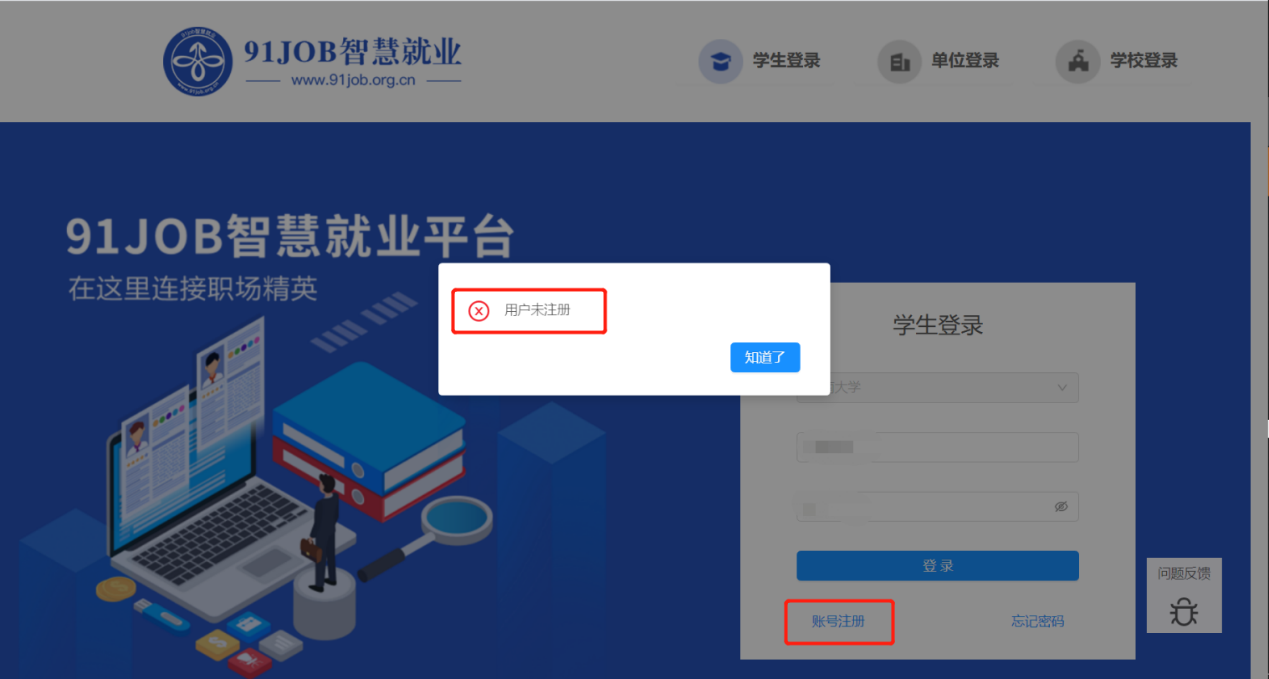 91JOB智慧就业
www.91job.org.cn
学生登录
单位登录
学校登录
91JOB智慧就业平台
在这里连接职场精英
用户未注册
知道了
学生登录
大学
登 录
账号注册
忘记密码
问题反馈